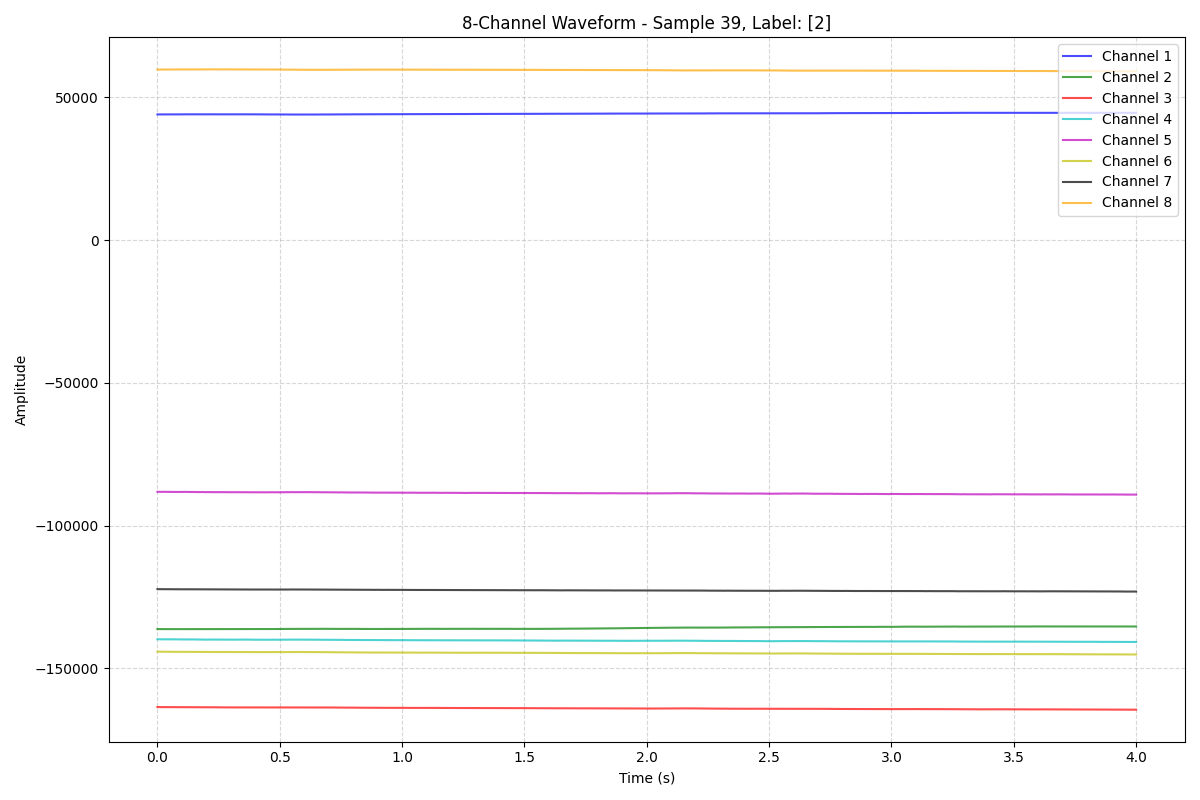 8-Channel Waveform - Sample 39, Label: [2]
Channel 1
Channel 2
Channel 3
Channel 4
Channel 5
Channel 6
Channel 7
Channel 8
50000
0
−50000
−100000
−150000
Amplitude
0.0 0.5 1.0 1.5 2.0 2.5 3.0 3.5 4.0
Time (s)